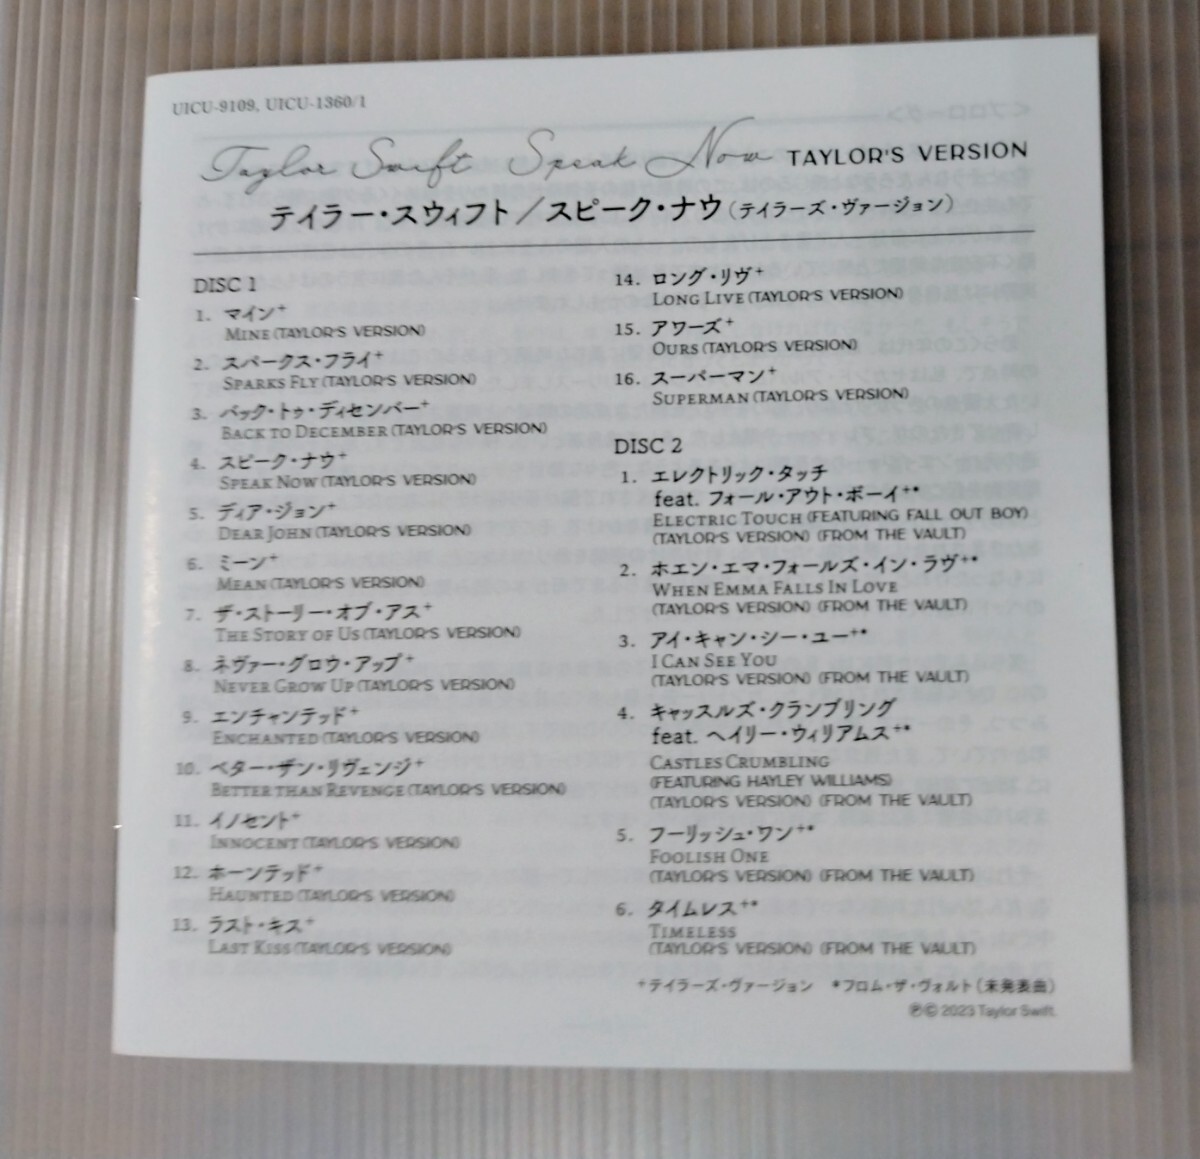 UICU-9109, UICU-1360/1
Taylor Swift Speak Now TAYLOR'S VERSION
テイラー・スウィフト／スピーク・ナウ（テイラーズ・ヴァージョン）
DISC 1
1. マイン+
MINE (TAYLOR'S VERSION)
2. スパークス・フライ+
SPARKS FLY (TAYLOR'S VERSION)
3. バック・トゥ・ディセンバー+
BACK TO DECEMBER (TAYLOR'S VERSION)
4. スピーク・ナウ+
SPEAK NOW (TAYLOR'S VERSION)
5. ディア・ジョン+
DEAR JOHN (TAYLOR'S VERSION)
6. ミーン+
MEAN (TAYLOR'S VERSION)
7. ザ・ストーリー・オブ・アス+
THE STORY OF US (TAYLOR'S VERSION)
8. ネヴァー・グロウ・アップ+
NEVER GROW UP (TAYLOR'S VERSION)
9. エンチャンテッド+
ENCHANTED (TAYLOR'S VERSION)
10. ベター・ザン・リヴェンジ+
BETTER THAN REVENGE (TAYLOR'S VERSION)
11. イノセント+
INNOCENT (TAYLOR'S VERSION)
12. ホーンテッド+
HAUNTED (TAYLOR'S VERSION)
13. ラスト・キス+
LAST KISS (TAYLOR'S VERSION)
14. ロング・リヴ+
LONG LIVE (TAYLOR'S VERSION)
15. アワーズ+
OURS (TAYLOR'S VERSION)
16. スーパーマン+
SUPERMAN (TAYLOR'S VERSION)
DISC 2
1. エレクトリック・タッチ
feat. フォール・アウト・ボーイ+*
ELECTRIC TOUCH (FEATURING FALL OUT BOY)
(TAYLOR'S VERSION) (FROM THE VAULT)
2. ホエン・エマ・フォールズ・イン・ラヴ+*
WHEN EMMA FALLS IN LOVE
(TAYLOR'S VERSION) (FROM THE VAULT)
3. アイ・キャン・シー・ユー+*
I CAN SEE YOU
(TAYLOR'S VERSION) (FROM THE VAULT)
4. キャッスルズ・クランブリング
feat. ヘイリー・ウィリアムス+*
CASTLES CRUMBLING
(FEATURING HAYLEY WILLIAMS)
(TAYLOR'S VERSION) (FROM THE VAULT)
5. フーリッシュ・ワン+*
FOOLISH ONE
(TAYLOR'S VERSION) (FROM THE VAULT)
6. タイムレス+*
TIMELESS
(TAYLOR'S VERSION) (FROM THE VAULT)
+テイラーズ・ヴァージョン *フロム・ザ・ヴォルト（未発表曲）
℗© 2023 Taylor Swift.